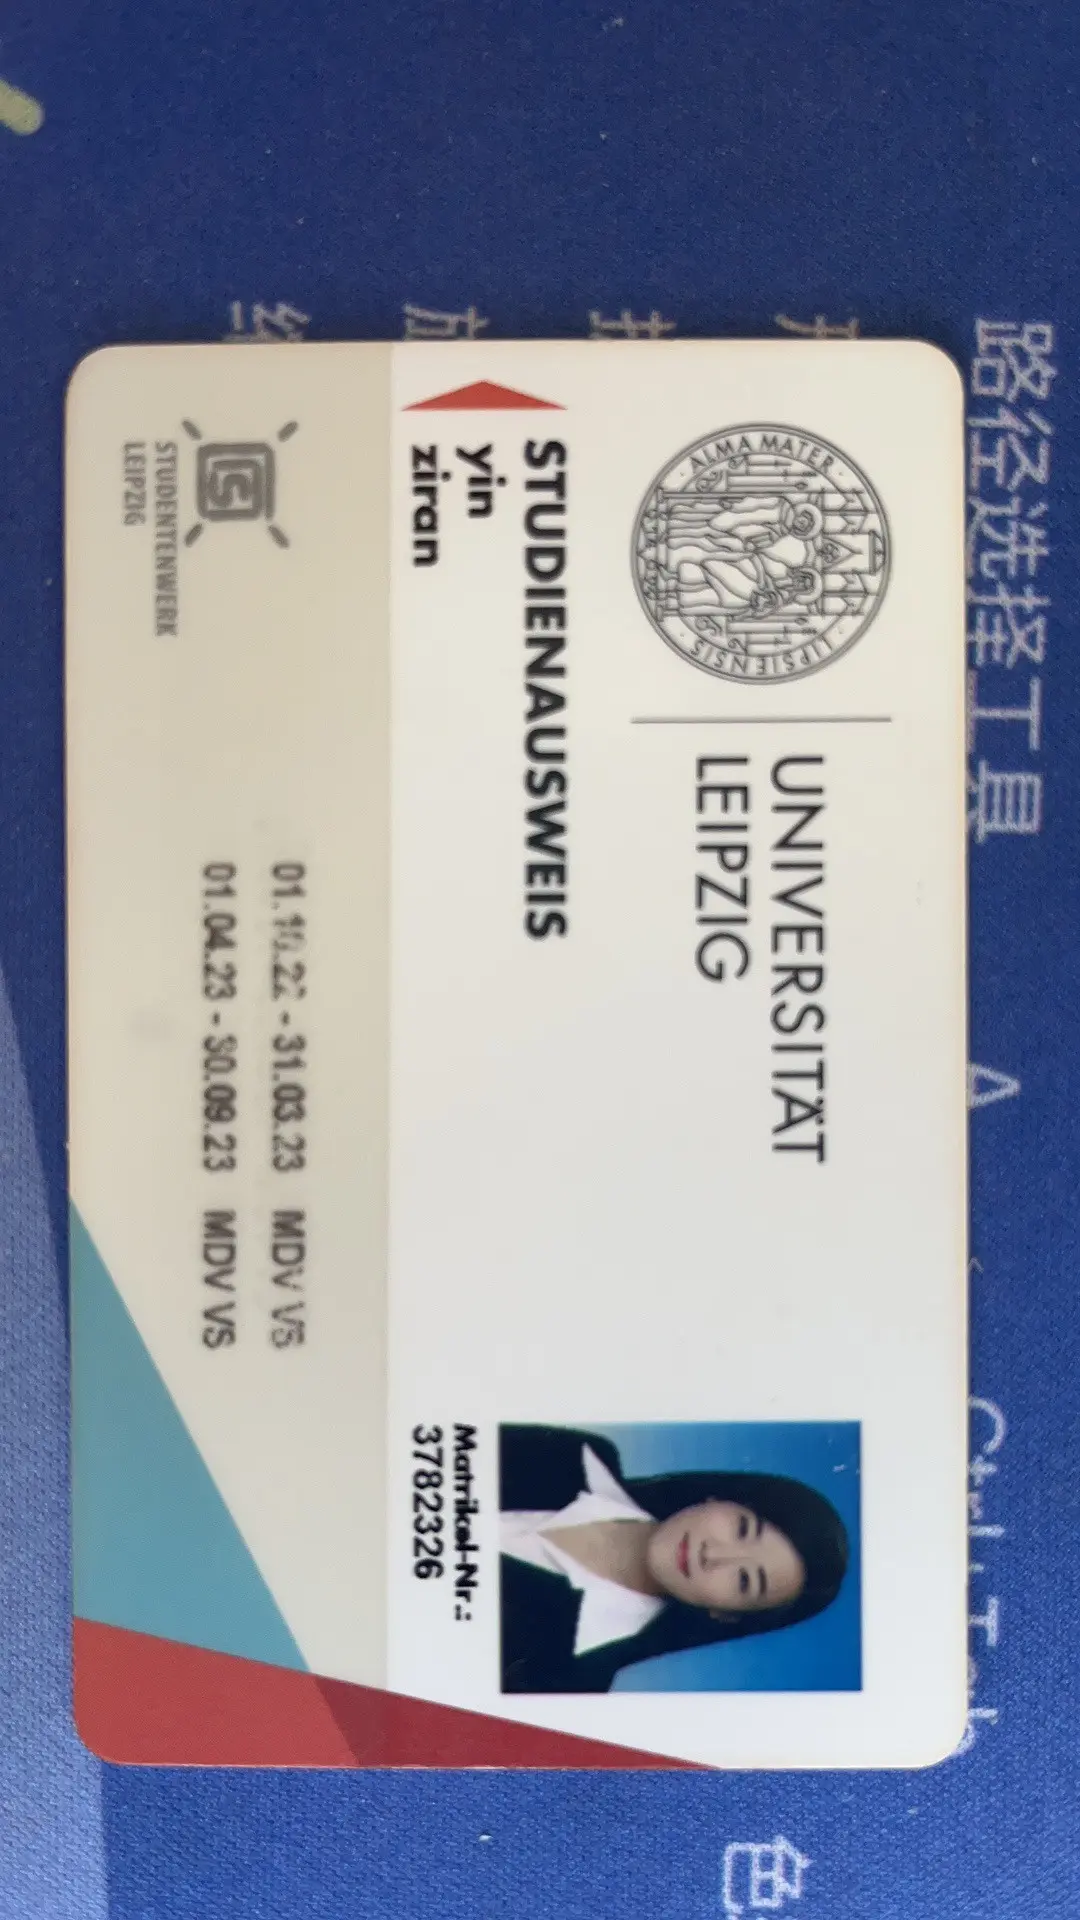 ALMA MATER
LIPSIENSIS
UNIVERSITÄT
LEIPZIG
STUDIENAUSWEIS
yin
ziran
Matrikel-Nr.:
3782326
01.10.22 - 31.03.23 MDV VS
01.04.23 - 30.09.23 MDV VS
STUDENTENWERK
LEIPZIG
路径选择工具 A
色